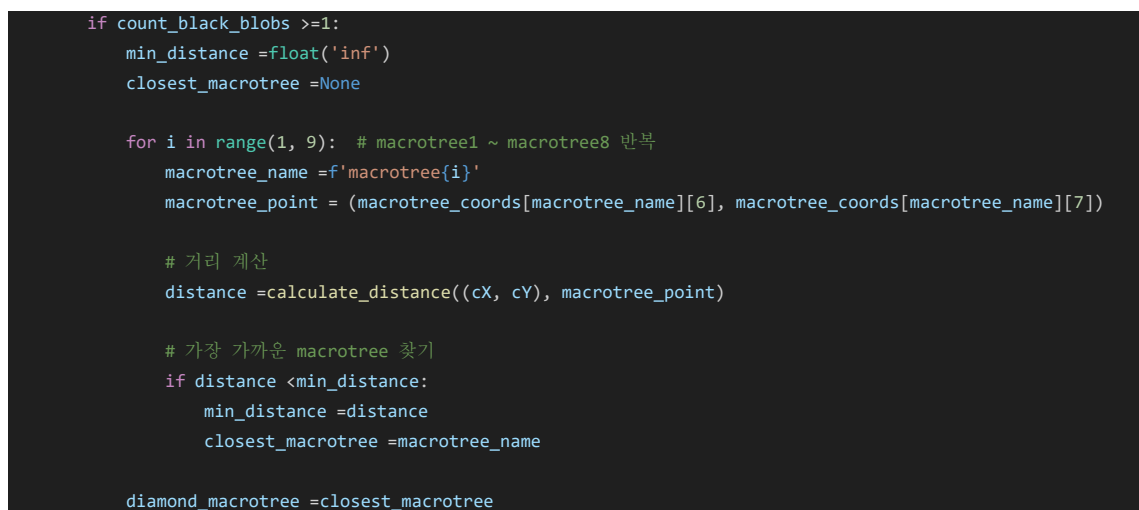 if count_black_blobs >=1:
    min_distance =float('inf')
    closest_macrotree =None

    for i in range(1, 9):  # macrotree1 ~ macrotree8 반복
        macrotree_name =f'macrotree{i}'
        macrotree_point = (macrotree_coords[macrotree_name][6], macrotree_coords[macrotree_name][7])

        # 거리 계산
        distance =calculate_distance((cX, cY), macrotree_point)

        # 가장 가까운 macrotree 찾기
        if distance <min_distance:
            min_distance =distance
            closest_macrotree =macrotree_name

    diamond_macrotree =closest_macrotree